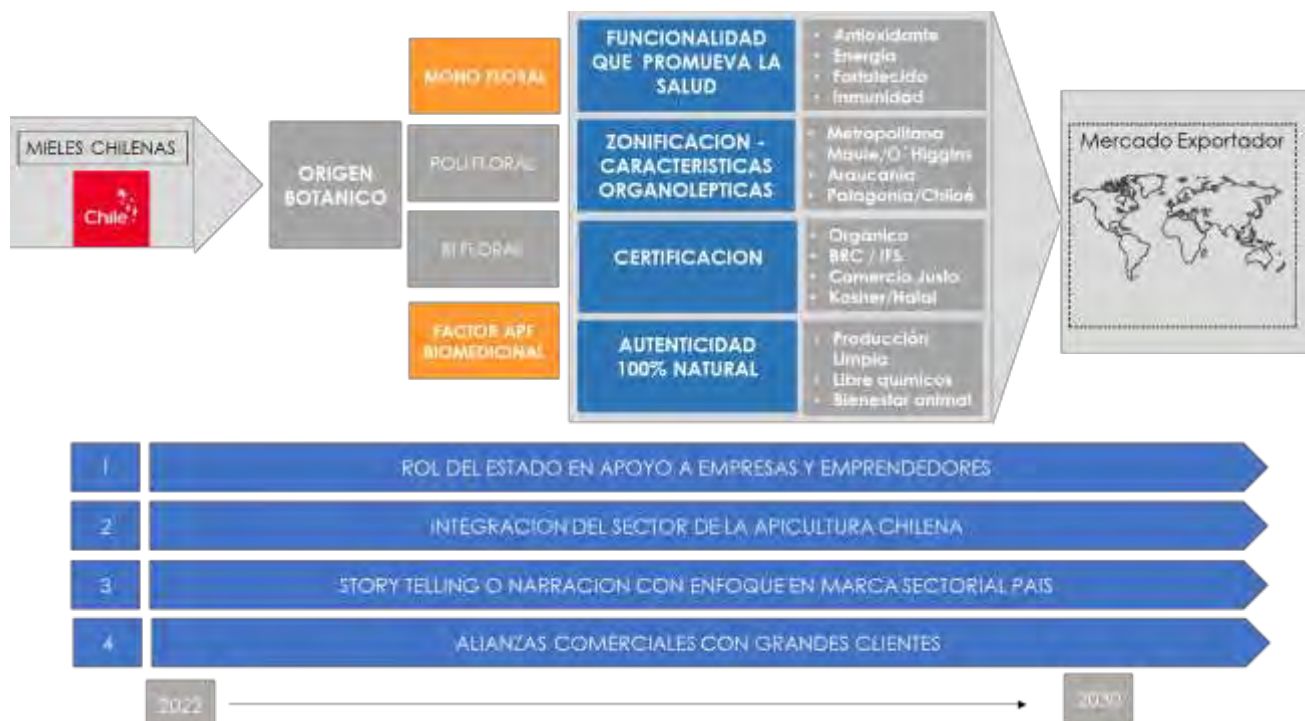 MIELES CHILENAS
Chile
ORIGEN
BOTANICO
MONO FLORAL
POLIFLORAL
BI FLORAL
FACTOR APF
BIOMEDICINAL
FUNCIONALIDAD
QUE PROMUEVA LA
SALUD
• Antioxidante
• Energía
• Fortalecido
• Inmunidad
ZONIFICACION -
CARACTERISTICAS
ORGANOLEPTICAS
• Metropolitana
• Maule/O´Higgins
• Araucania
• Patagonia/Chiloé
CERTIFICACION
• Orgánico
• BRC / IFS
• Comercio Justo
• Kosher/Halal
AUTENTICIDAD
100% NATURAL
• Producción
Limpia
• Libre químicos
• Bienestar animal
Mercado Exportador
1
ROL DEL ESTADO EN APOYO A EMPRESAS Y EMPRENDEDORES
2
INTEGRACION DEL SECTOR DE LA APICULTURA CHILENA
3
STORY TELLING O NARRACION CON ENFOQUE EN MARCA SECTORIAL PAIS
4
ALIANZAS COMERCIALES CON GRANDES CLIENTES
2022
2030